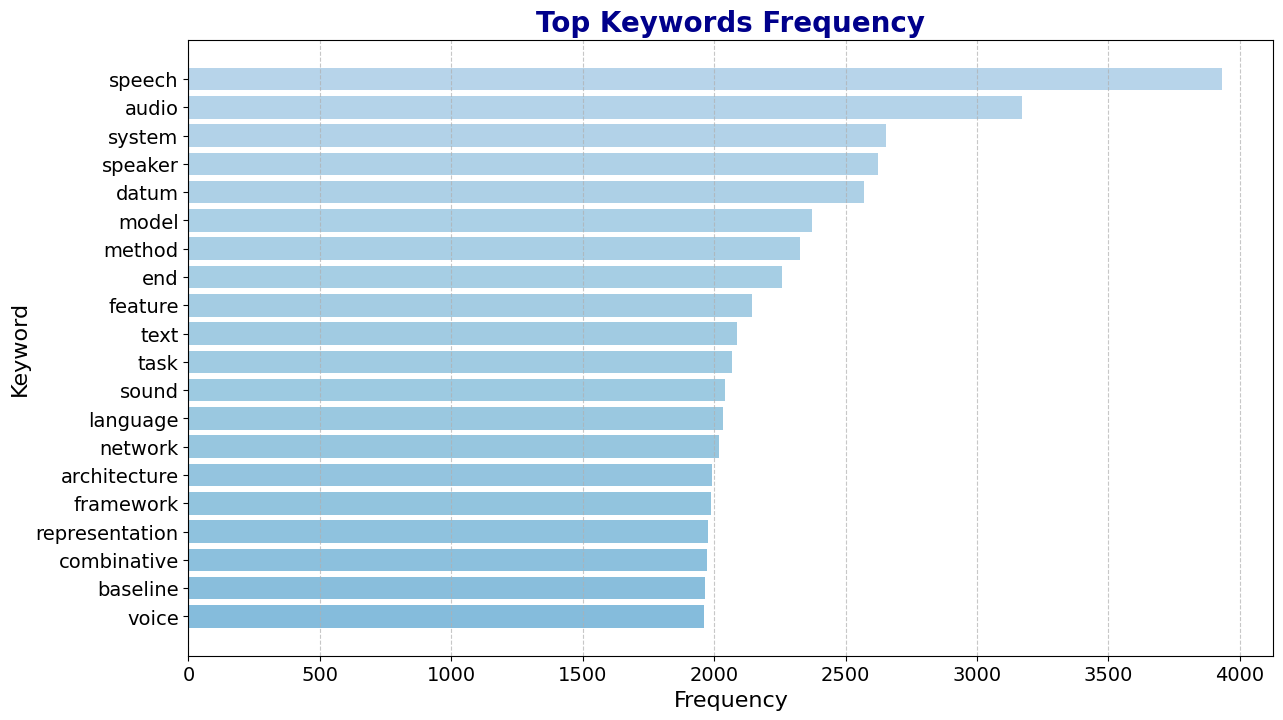 Top Keywords Frequency
Keyword
speech
audio
system
speaker
datum
model
method
end
feature
text
task
sound
language
network
architecture
framework
representation
combinative
baseline
voice
0 500 1000 1500 2000 2500 3000 3500 4000
Frequency